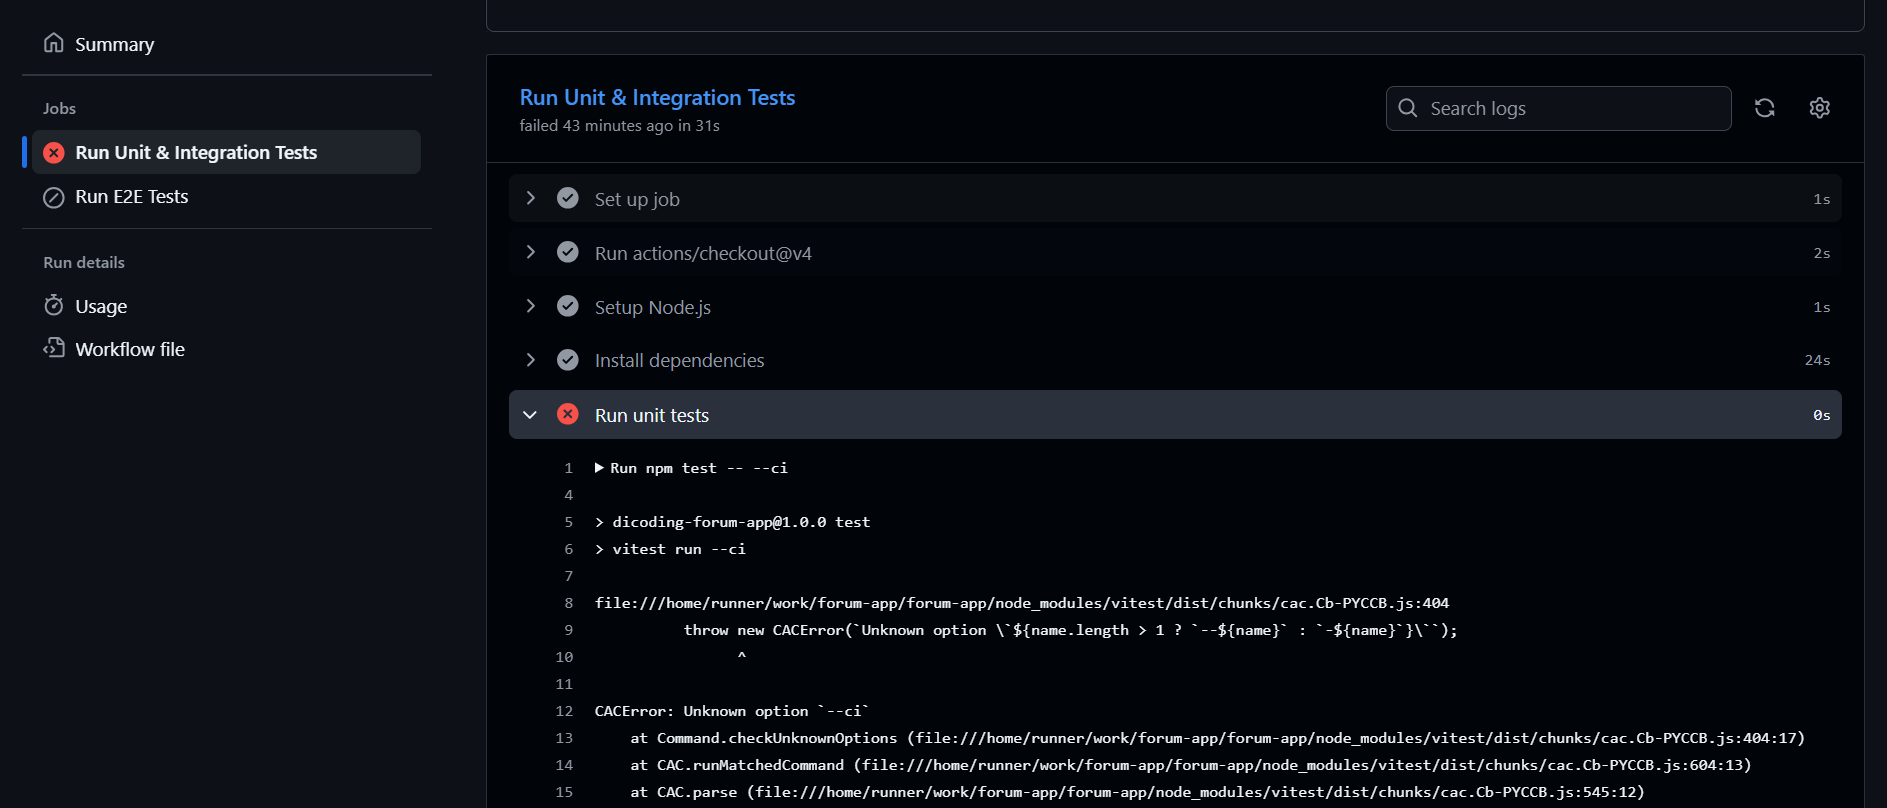 Summary
Jobs
Run Unit & Integration Tests
Run E2E Tests
Run details
Usage
Workflow file
Run Unit & Integration Tests
failed 43 minutes ago in 31s
Search logs
Set up job 1s
Run actions/checkout@v4 2s
Setup Node.js 1s
Install dependencies 24s
Run unit tests 0s
1 Run npm test -- --ci
4
5 > dicoding-forum-app@1.0.0 test
6 > vitest run --ci
7
8 file:///home/runner/work/forum-app/forum-app/node_modules/vitest/dist/chunks/cac.Cb-PYCCB.js:404
9 throw new CACError(`Unknown option \`${name.length > 1 ? `--${name}` : `-${name}`}\``);
10 ^
11
12 CACError: Unknown option `--ci`
13 at Command.checkUnknownOptions (file:///home/runner/work/forum-app/forum-app/node_modules/vitest/dist/chunks/cac.Cb-PYCCB.js:404:17)
14 at CAC.runMatchedCommand (file:///home/runner/work/forum-app/forum-app/node_modules/vitest/dist/chunks/cac.Cb-PYCCB.js:604:13)
15 at CAC.parse (file:///home/runner/work/forum-app/forum-app/node_modules/vitest/dist/chunks/cac.Cb-PYCCB.js:545:12)